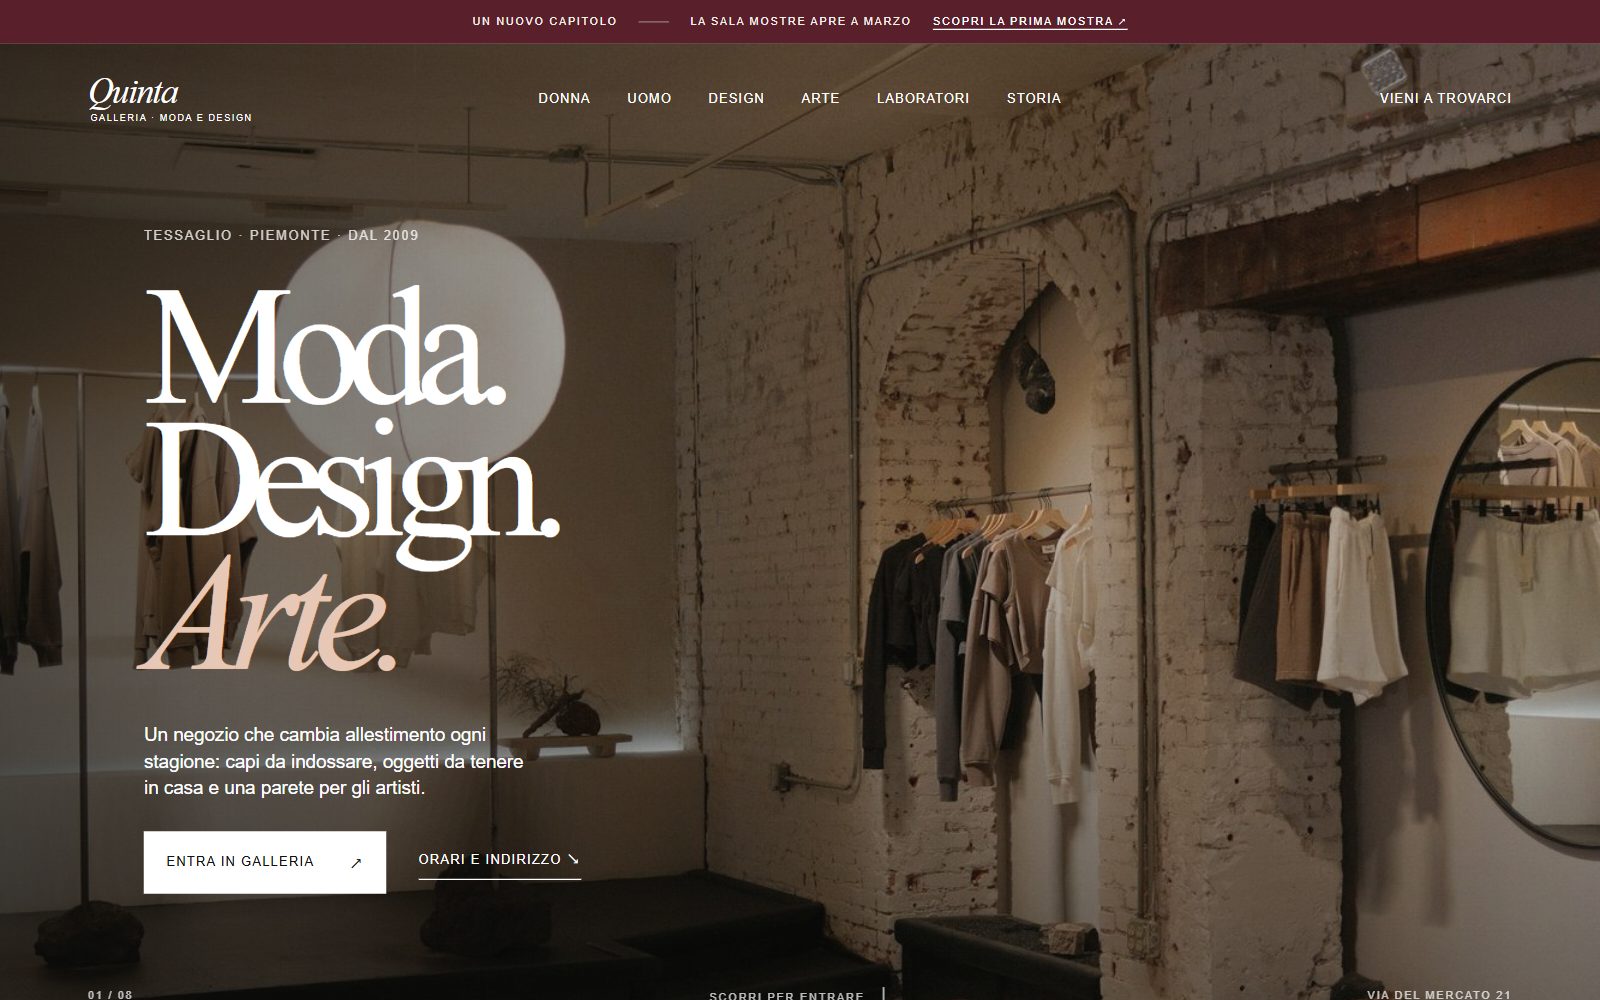 UN NUOVO CAPITOLO LA SALA MOSTRE APRE A MARZO SCOPRI LA PRIMA MOSTRA ↗
Quinta
GALLERIA · MODA E DESIGN
DONNA UOMO DESIGN ARTE LABORATORI STORIA
VIENI A TROVARCI
TESSAGLIO · PIEMONTE · DAL 2009
Moda.
Design.
Arte.
Un negozio che cambia allestimento ogni
stagione: capi da indossare, oggetti da tenere
in casa e una parete per gli artisti.
ENTRA IN GALLERIA ↗
ORARI E INDIRIZZO ↘
01 / 08
SCORRI PER ENTRARE
VIA DEL MERCATO 21